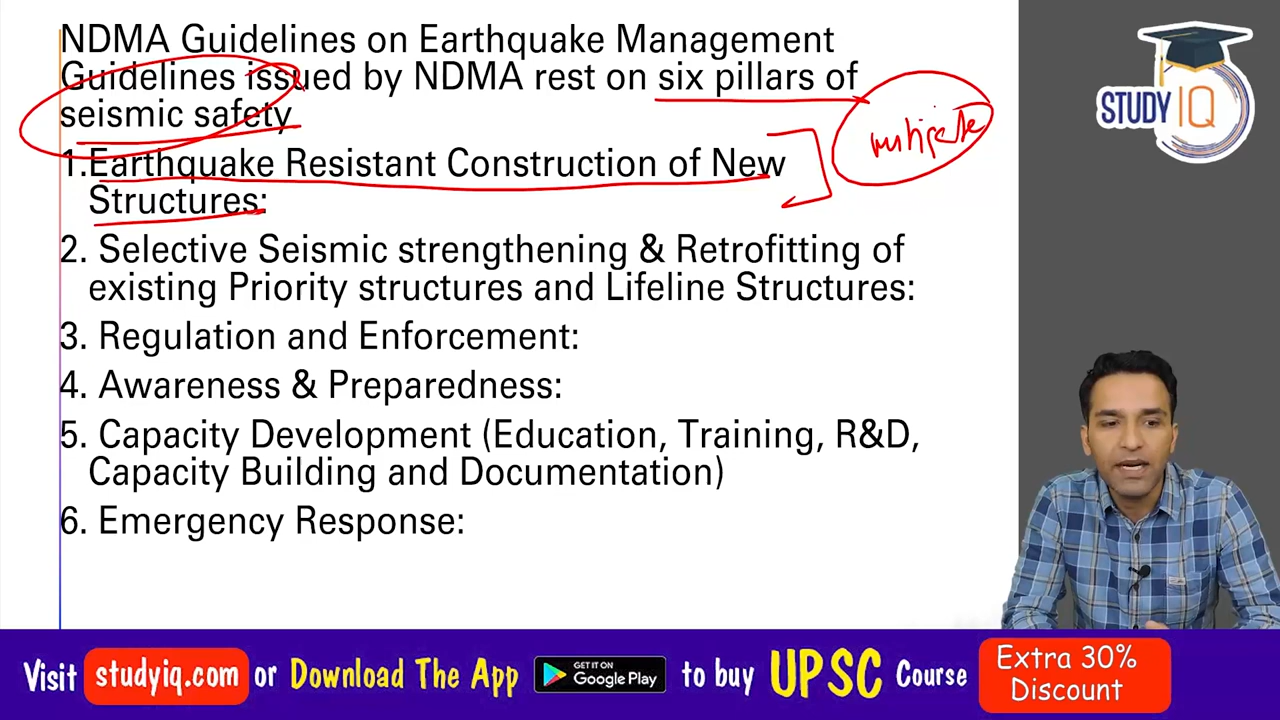 NDMA Guidelines on Earthquake Management
Guidelines issued by NDMA rest on six pillars of
seismic safety
1.Earthquake Resistant Construction of New
Structures:
2. Selective Seismic strengthening & Retrofitting of
existing Priority structures and Lifeline Structures:
3. Regulation and Enforcement:
4. Awareness & Preparedness:
5. Capacity Development (Education, Training, R&D,
Capacity Building and Documentation)
6. Emergency Response:
STUDY IQ
Visit studyiq.com or Download The App GET IT ON Google Play to buy UPSC Course
Extra 30%
Discount